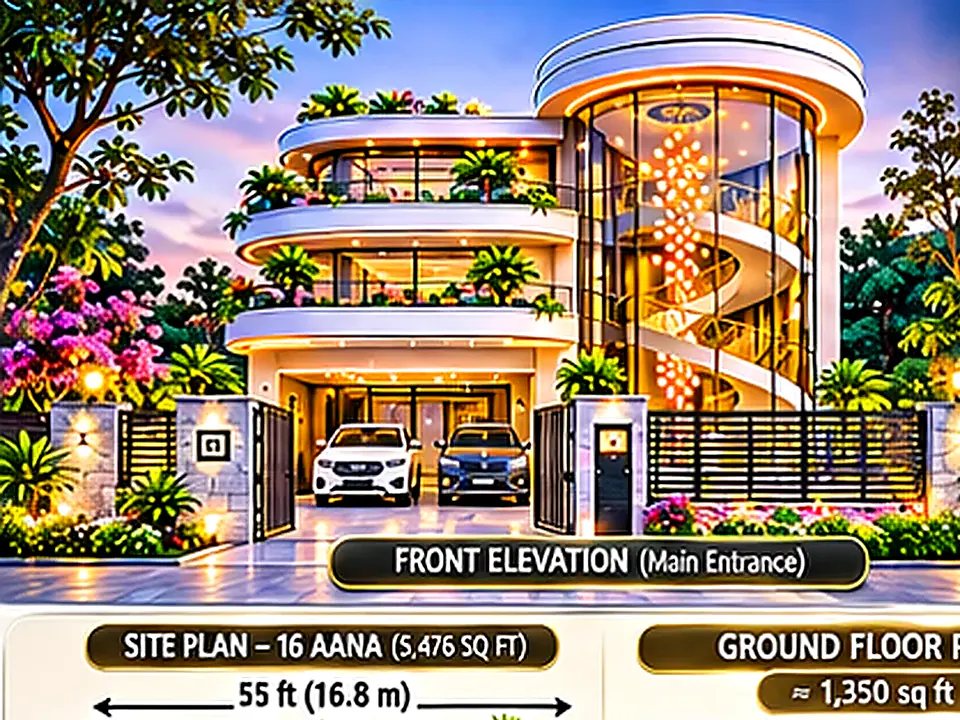 FRONT ELEVATION (Main Entrance)
SITE PLAN – 16 AANA (5,476 SQ FT)
GROUND FLOOR
55 ft (16.8 m)
≈ 1,350 sq ft